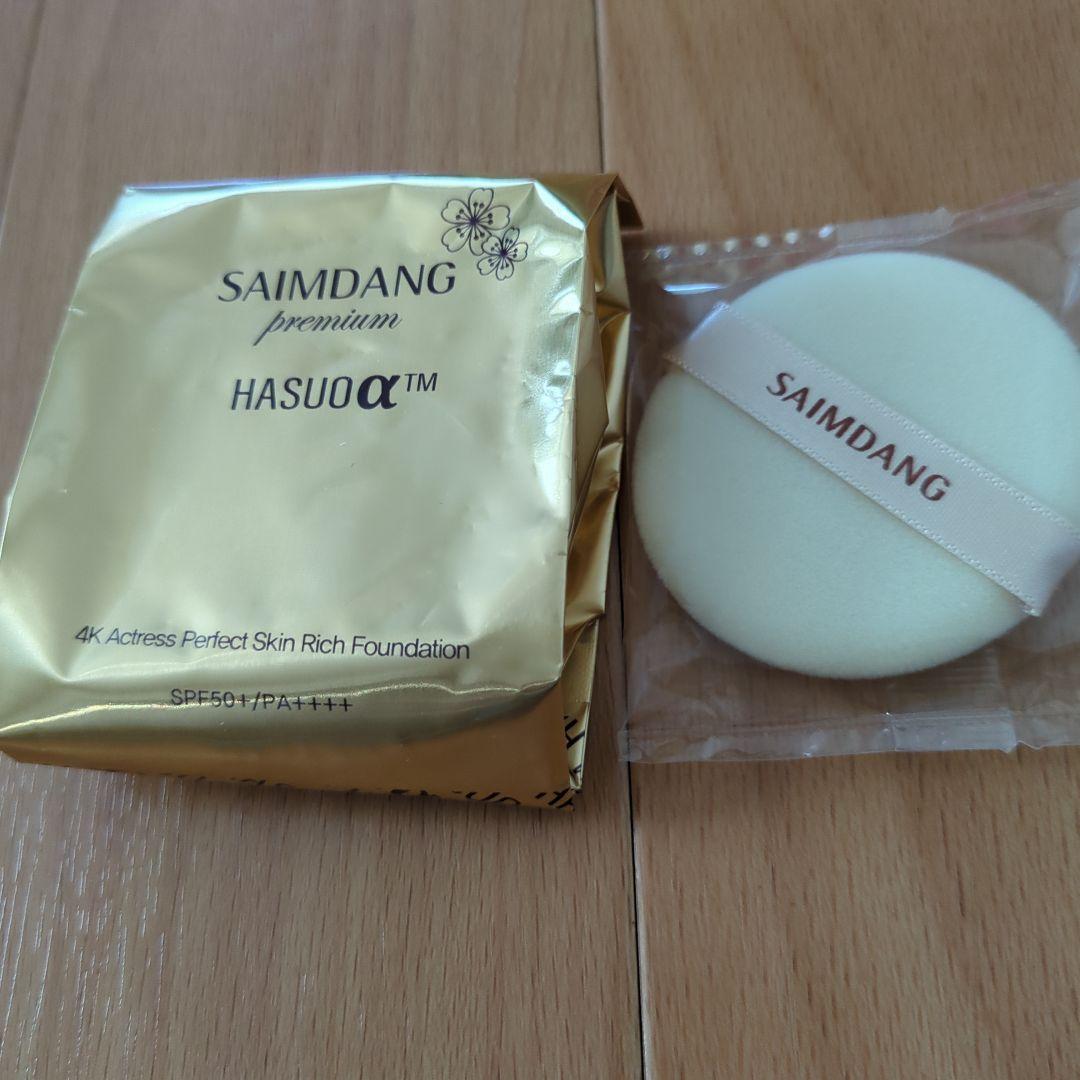 SAIMDANG
premium
HASUOα™
4K Actress Perfect Skin Rich Foundation
SPF50+/PA++++
SAIMDANG